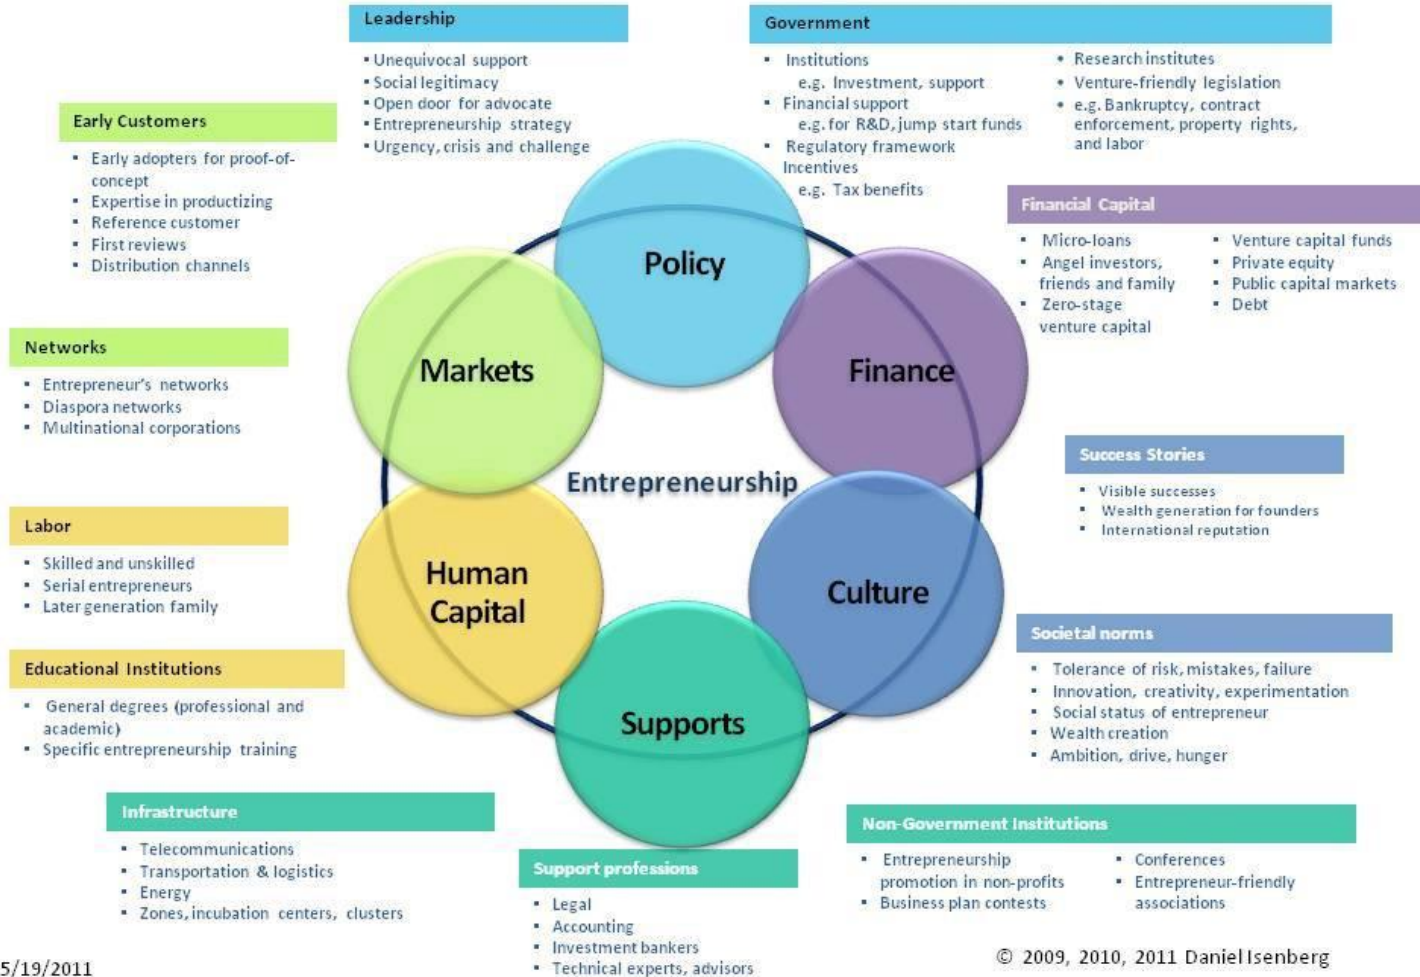 Leadership
▪ Unequivocal support
▪ Social legitimacy
▪ Open door for advocate
▪ Entrepreneurship strategy
▪ Urgency, crisis and challenge
Government
▪ Institutions
e.g. Investment, support
▪ Financial support
e.g. for R&D, jump start funds
▪ Regulatory framework
Incentives
e.g. Tax benefits
• Research institutes
• Venture-friendly legislation
• e.g. Bankruptcy, contract
enforcement, property rights,
and labor
Early Customers
▪ Early adopters for proof-of-
concept
▪ Expertise in productizing
▪ Reference customer
▪ First reviews
▪ Distribution channels
Financial Capital
▪ Micro-loans
▪ Angel investors,
friends and family
▪ Zero-stage
venture capital
▪ Venture capital funds
▪ Private equity
▪ Public capital markets
▪ Debt
Networks
▪ Entrepreneur's networks
▪ Diaspora networks
▪ Multinational corporations
Policy
Markets
Finance
Entrepreneurship
Human
Capital
Culture
Supports
Success Stories
▪ Visible successes
▪ Wealth generation for founders
▪ International reputation
Labor
▪ Skilled and unskilled
▪ Serial entrepreneurs
▪ Later generation family
Societal norms
▪ Tolerance of risk, mistakes, failure
▪ Innovation, creativity, experimentation
▪ Social status of entrepreneur
▪ Wealth creation
▪ Ambition, drive, hunger
Educational Institutions
▪ General degrees (professional and
academic)
▪ Specific entrepreneurship training
Infrastructure
▪ Telecommunications
▪ Transportation & logistics
▪ Energy
▪ Zones, incubation centers, clusters
Support professions
▪ Legal
▪ Accounting
▪ Investment bankers
▪ Technical experts, advisors
Non-Government Institutions
▪ Entrepreneurship
promotion in non-profits
▪ Business plan contests
▪ Conferences
▪ Entrepreneur-friendly
associations
5/19/2011
© 2009, 2010, 2011 Daniel Isenberg